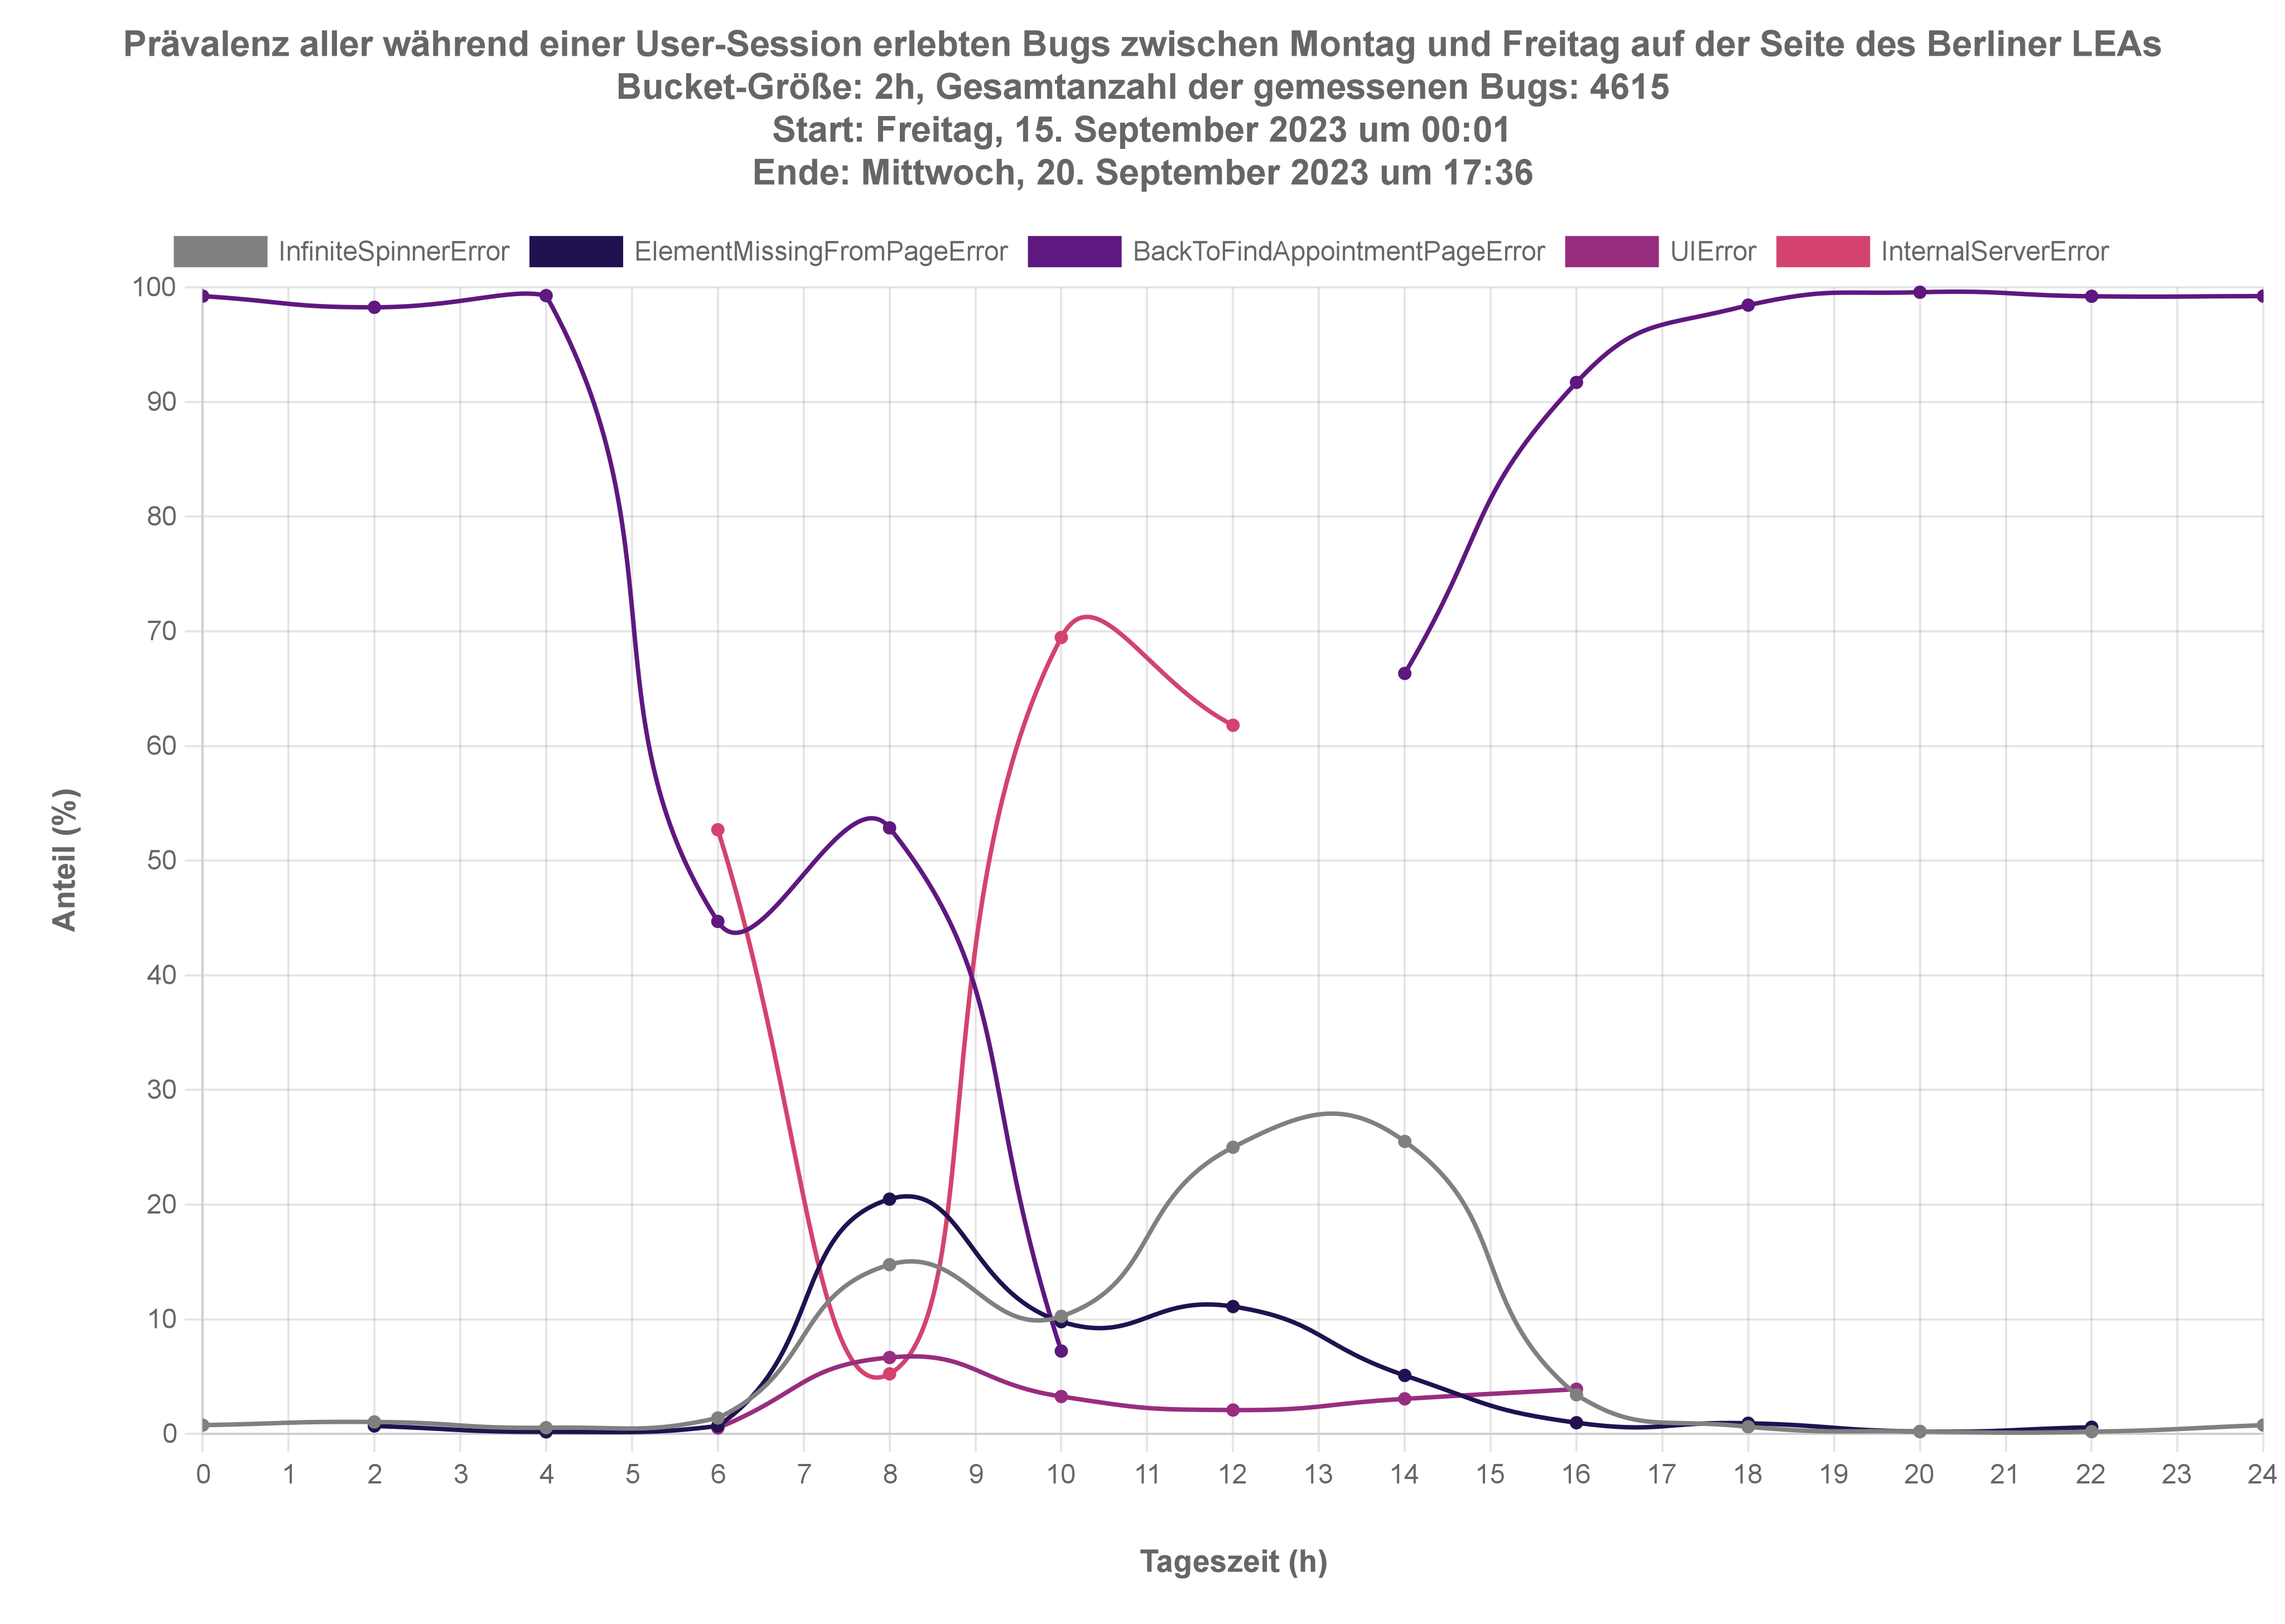 Prävalenz aller während einer User-Session erlebten Bugs zwischen Montag und Freitag auf der Seite des Berliner LEAs
Bucket-Größe: 2h, Gesamtanzahl der gemessenen Bugs: 4615
Start: Freitag, 15. September 2023 um 00:01
Ende: Mittwoch, 20. September 2023 um 17:36
InfiniteSpinnerError ElementMissingFromPageError BackToFindAppointmentPageError UIError InternalServerError
100
90
80
70
60
50
40
30
20
10
0
Anteil (%)
0 1 2 3 4 5 6 7 8 9 10 11 12 13 14 15 16 17 18 19 20 21 22 23 24
Tageszeit (h)